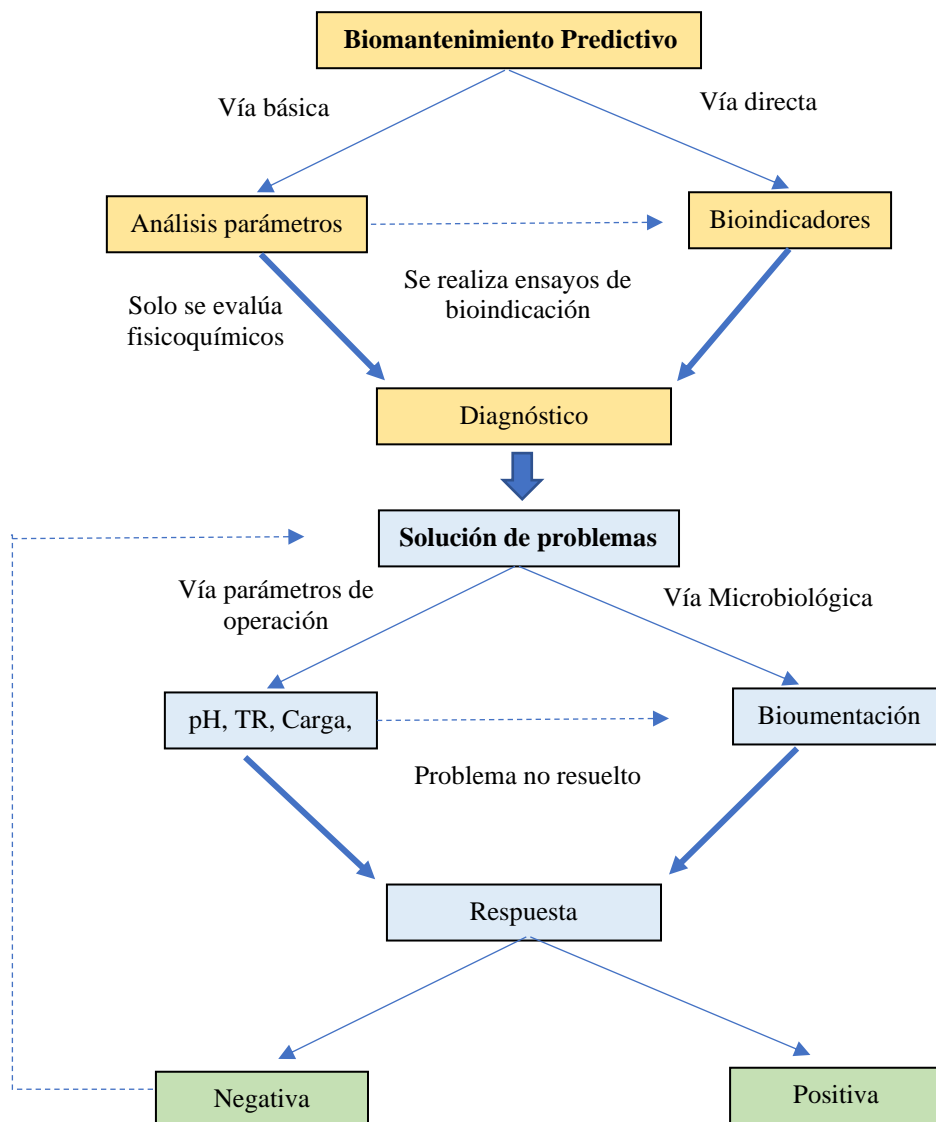 Biomantenimiento Predictivo
Vía básica
Vía directa
Análisis parámetros
Bioindicadores
Se realiza ensayos de
bioindicación
Solo se evalúa
fisicoquímicos
Diagnóstico
Solución de problemas
Vía parámetros de
operación
Vía Microbiológica
pH, TR, Carga,
Bioumentación
Problema no resuelto
Respuesta
Negativa
Positiva